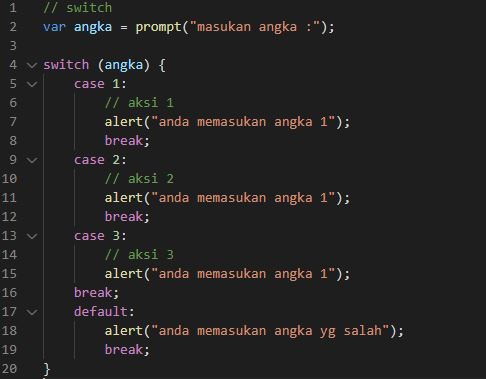 1 // switch
2 var angka = prompt("masukan angka :");
3
4 switch (angka) {
5 case 1:
6 // aksi 1
7 alert("anda memasukan angka 1");
8 break;
9 case 2:
10 // aksi 2
11 alert("anda memasukan angka 1");
12 break;
13 case 3:
14 // aksi 3
15 alert("anda memasukan angka 1");
16 break;
17 default:
18 alert("anda memasukan angka yg salah");
19 break;
20 }